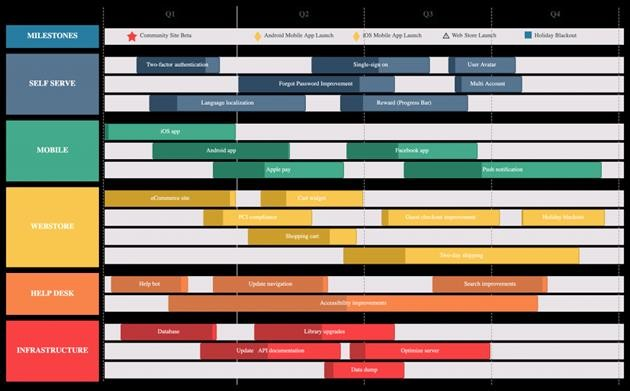 Q1 Q2 Q3 Q4
MILESTONES Community Site Beta Android Mobile App Launch iOS Mobile App Launch Web Store Launch Holiday Blackout
Two-factor authentication Single-sign on User Avatar
SELF SERVE Forgot Password Improvement Multi Account
Language localization Reward (Progress Bar)
iOS app
MOBILE Android app Facebook app
Apple pay Push notification
eCommerce site Cart widget
PCI compliance Guest checkout improvement Holiday blackout
WEBSTORE
Shopping cart
Two-day shipping
Help bot Update navigation Search improvements
HELP DESK
Accessibility improvements
Database Library upgrades
INFRASTRUCTURE Update API documentation Optimize server
Data dump